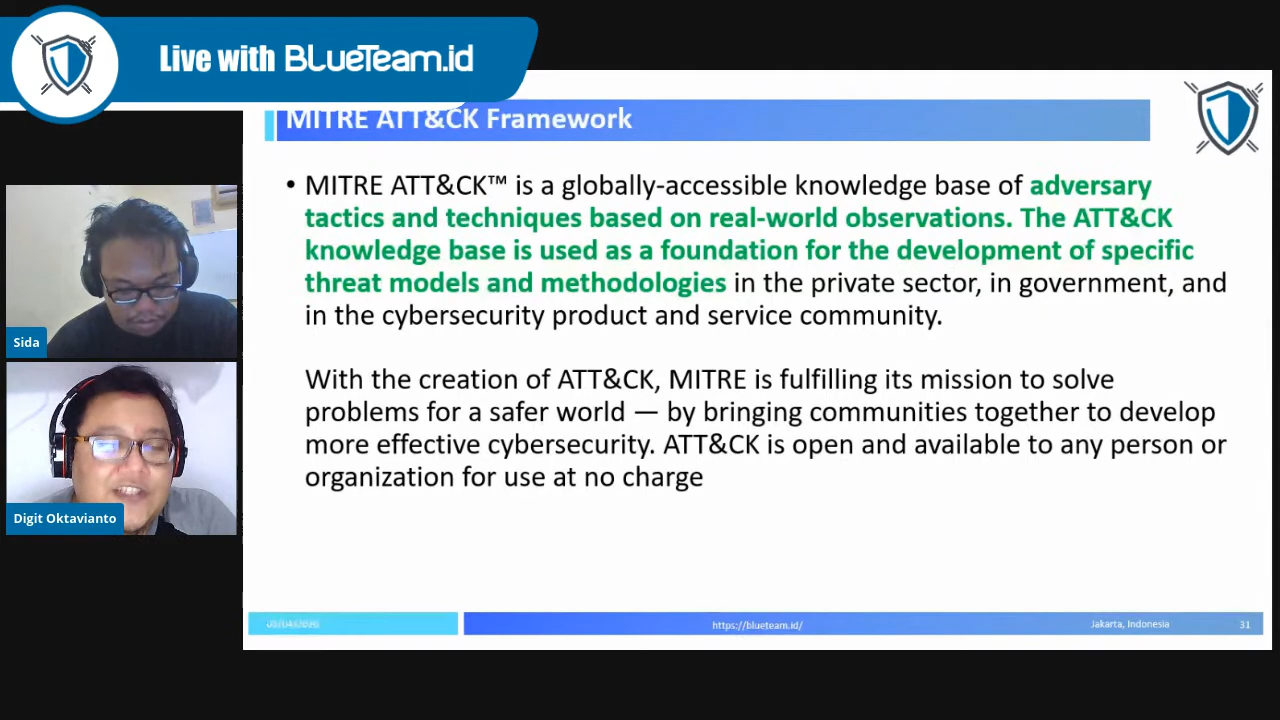 Live with BLUETeam.id
MITRE ATT&CK Framework
• MITRE ATT&CK™ is a globally-accessible knowledge base of adversary
tactics and techniques based on real-world observations. The ATT&CK
knowledge base is used as a foundation for the development of specific
threat models and methodologies in the private sector, in government, and
in the cybersecurity product and service community.
With the creation of ATT&CK, MITRE is fulfilling its mission to solve
problems for a safer world — by bringing communities together to develop
more effective cybersecurity. ATT&CK is open and available to any person or
organization for use at no charge
Sida
Digit Oktavianto
https://blueteam.id/
Jakarta, Indonesia
31